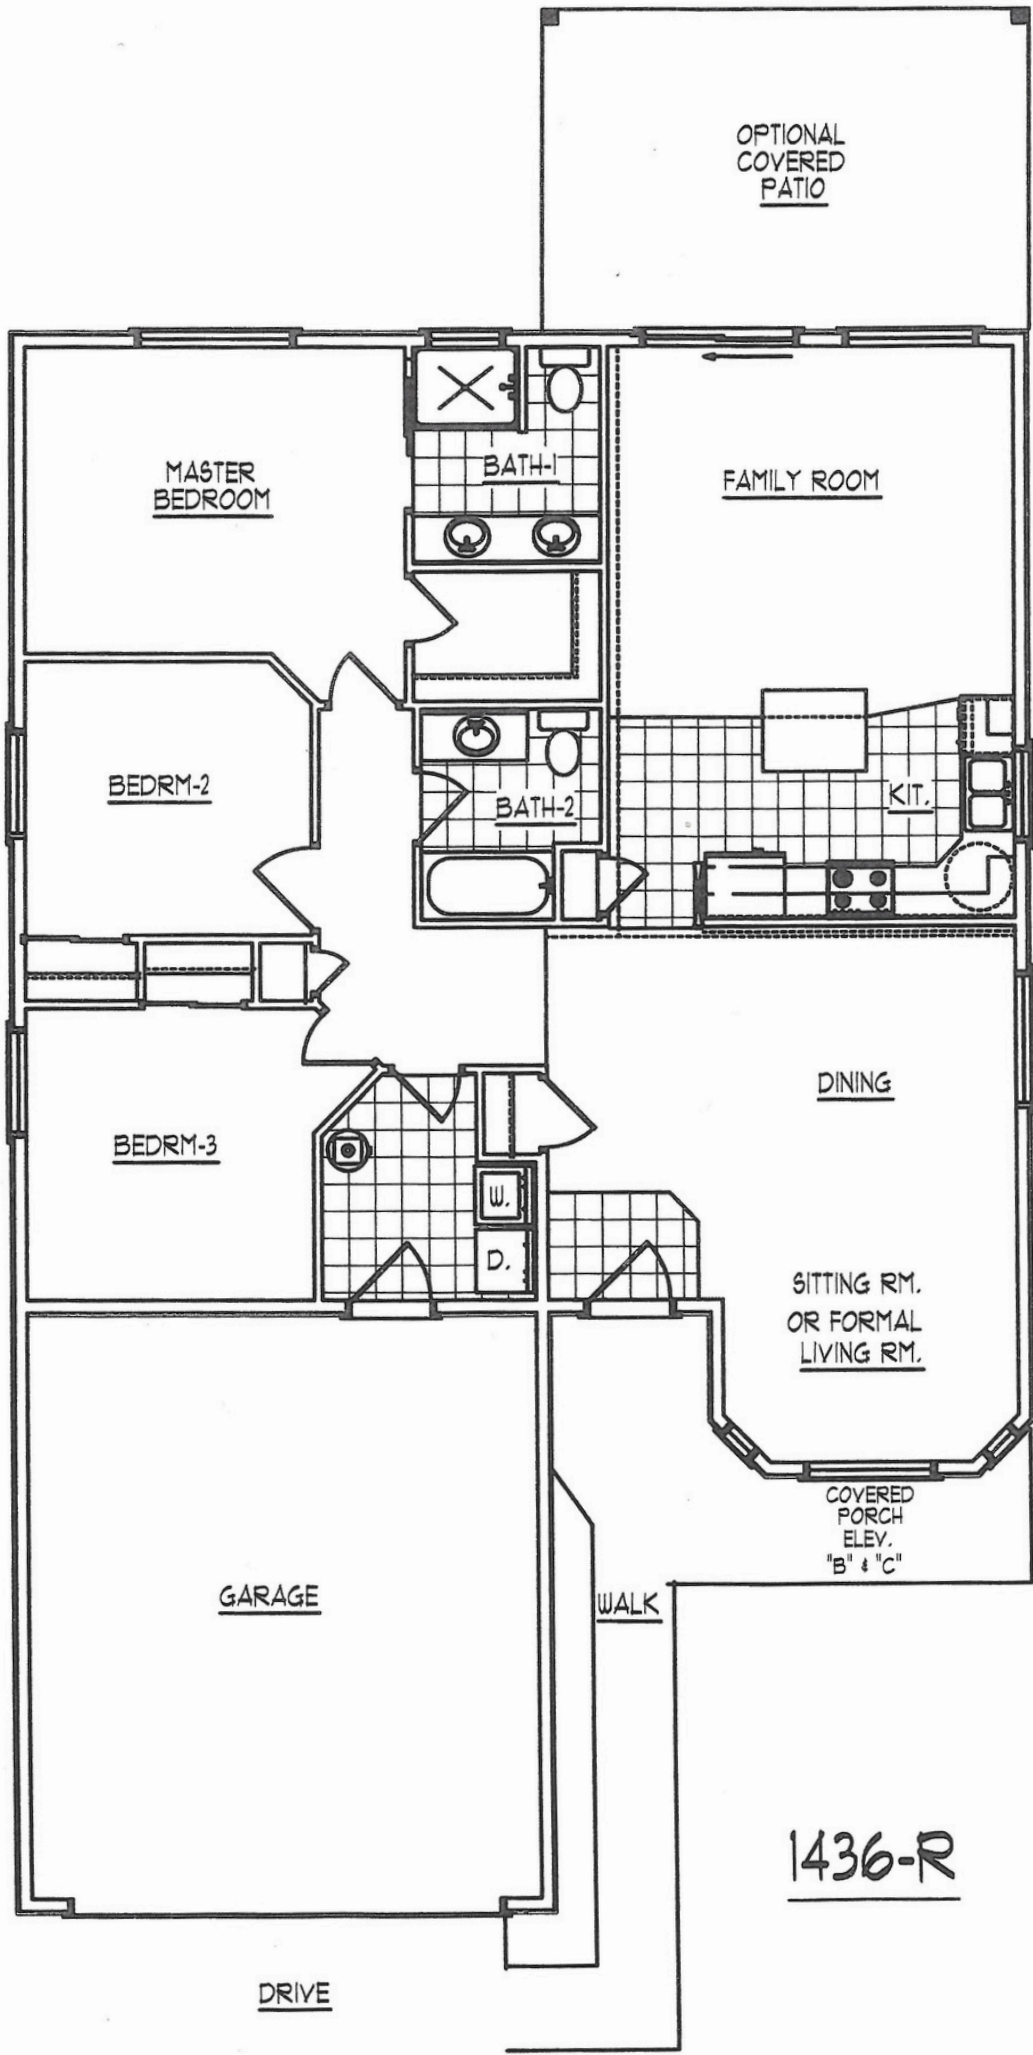 OPTIONAL
COVERED
PATIO
MASTER
BEDROOM
BATH-1
FAMILY ROOM
BEDRM-2
BATH-2
KIT.
DINING
BEDRM-3
W.
D.
SITTING RM.
OR FORMAL
LIVING RM.
COVERED
PORCH
ELEV.
"B" & "C"
GARAGE
WALK
1436-R
DRIVE